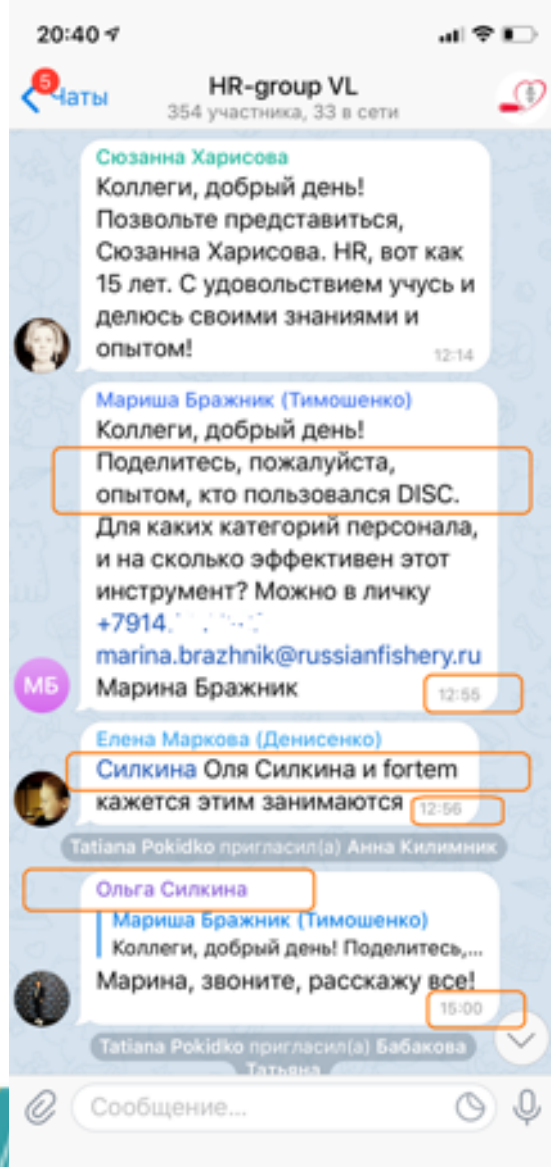 20:40
5
Чаты
HR-group VL
354 участника, 33 в сети
Сюзанна Харисова
Коллеги, добрый день!
Позвольте представиться,
Сюзанна Харисова. HR, вот как
15 лет. С удовольствием учусь и
делюсь своими знаниями и
опытом!
12:14
Мариша Бражник (Тимошенко)
Коллеги, добрый день!
Поделитесь, пожалуйста,
опытом, кто пользовался DISC.
Для каких категорий персонала,
и на сколько эффективен этот
инструмент? Можно в личку
+7914.
marina.brazhnik@russianfishery.ru
МБ
Марина Бражник
12:55
Елена Маркова (Денисенко)
Силкина Оля Силкина и fortem
кажется этим занимаются
12:56
Tatiana Pokidko пригласил(а) Анна Килимник
Ольга Силкина
Мариша Бражник (Тимошенко)
Коллеги, добрый день! Поделитесь,...
Марина, звоните, расскажу все!
15:00
Tatiana Pokidko пригласил(а) Бабакова
Татьяна
Сообщение...